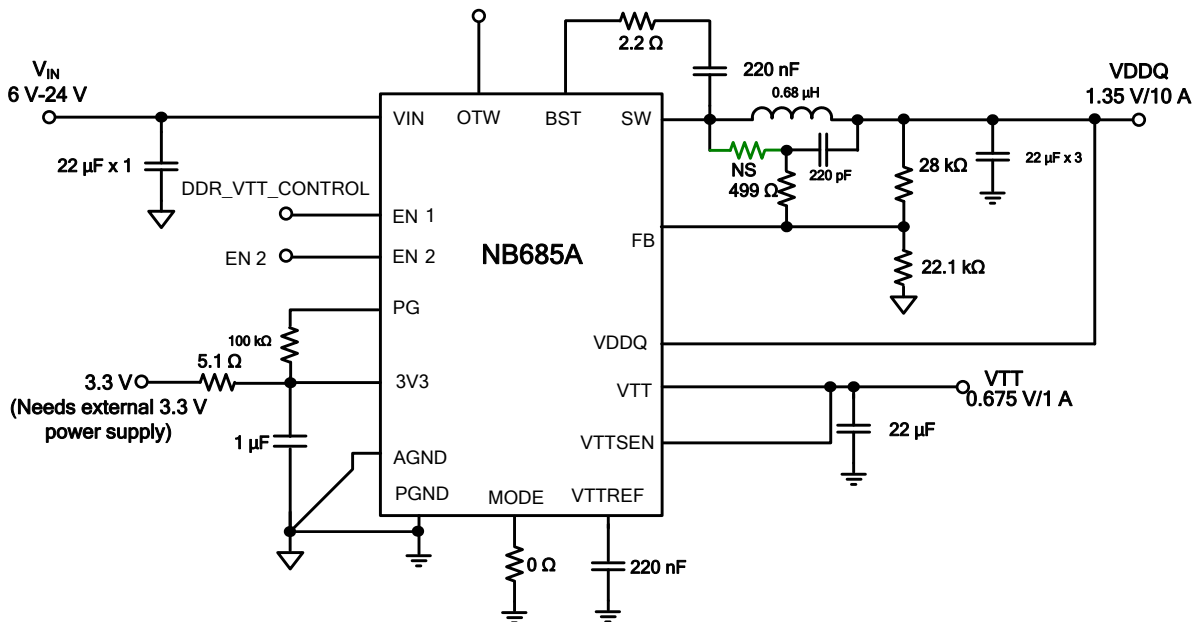 2.2 Ω
220 nF
V_IN
6 V-24 V
0.68 µH
VDDQ
1.35 V/10 A
VIN
OTW
BST
SW
22 µF x 1
NS
499 Ω
220 pF
28 kΩ
22 µF x 3
DDR_VTT_CONTROL
EN 1
EN 2
EN 2
NB685A
FB
22.1 kΩ
PG
100 kΩ
5.1 Ω
VDDQ
3.3 V
(Needs external 3.3 V
power supply)
3V3
VTT
VTT
0.675 V/1 A
1 µF
22 µF
VTTSEN
AGND
PGND
MODE
VTTREF
0 Ω
220 nF